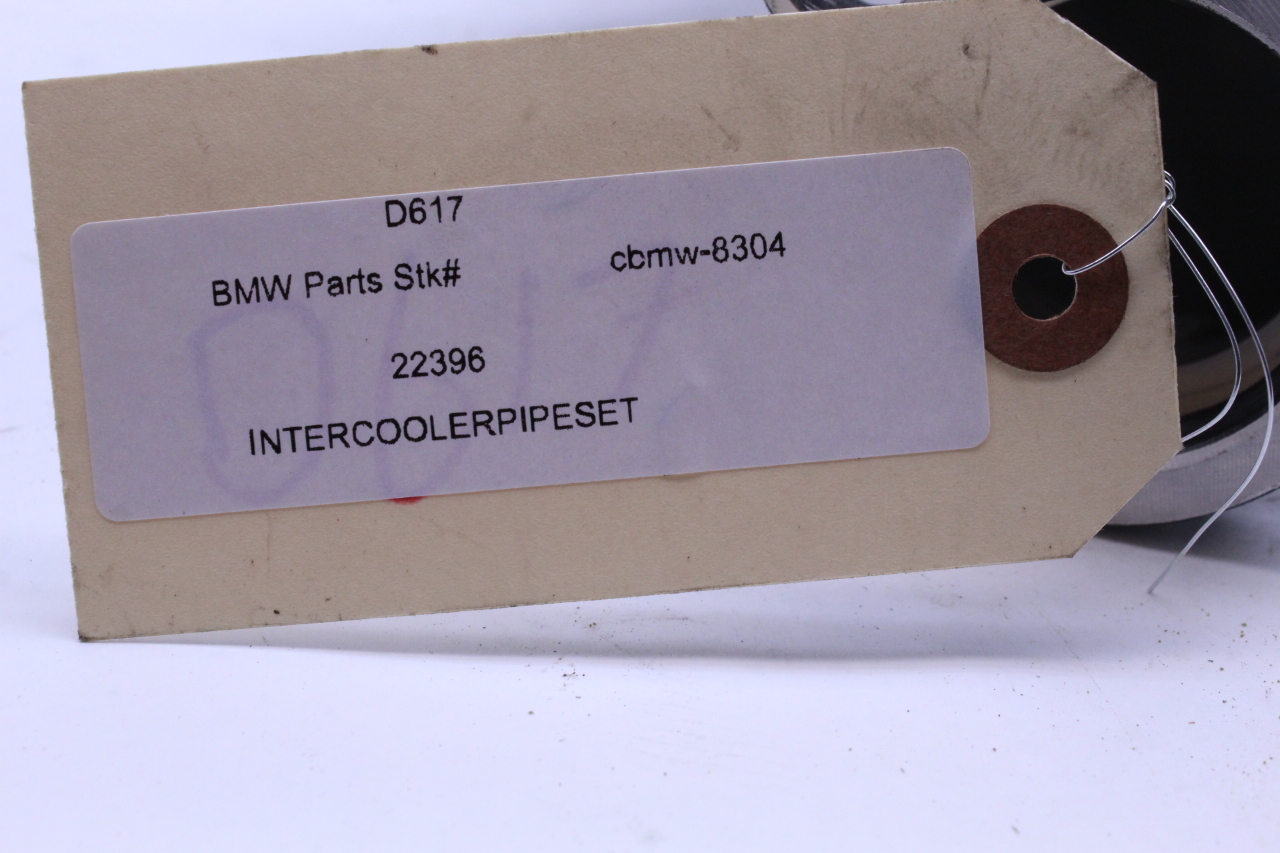 D617
BMW Parts Stk# cbmw-8304
22396
INTERCOOLERPIPESET